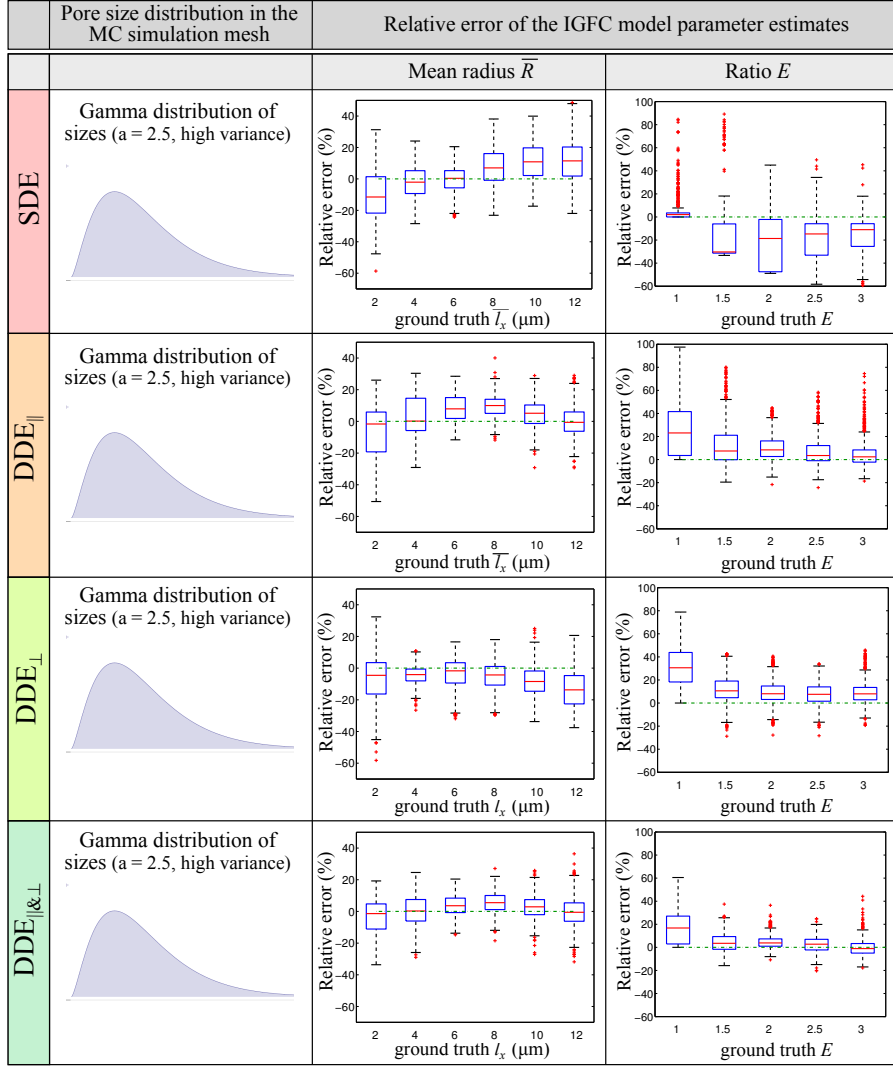 Pore size distribution in the
MC simulation mesh
Relative error of the IGFC model parameter estimates
Mean radius R̅
Ratio E
SDE
Gamma distribution of
sizes (a = 2.5, high variance)
Relative error (%)
40
20
0
−20
−40
−60
2 4 6 8 10 12
ground truth l̅ₓ (μm)
Relative error (%)
100
80
60
40
20
0
−20
−40
−60
1 1.5 2 2.5 3
ground truth E
DDE∥
Gamma distribution of
sizes (a = 2.5, high variance)
Relative error (%)
40
20
0
−20
−40
−60
2 4 6 8 10 12
ground truth l̅ₓ (μm)
Relative error (%)
100
80
60
40
20
0
−20
−40
−60
1 1.5 2 2.5 3
ground truth E
DDE⊥
Gamma distribution of
sizes (a = 2.5, high variance)
Relative error (%)
40
20
0
−20
−40
−60
2 4 6 8 10 12
ground truth lₓ (μm)
Relative error (%)
100
80
60
40
20
0
−20
−40
−60
1 1.5 2 2.5 3
ground truth E
DDE∥&⊥
Gamma distribution of
sizes (a = 2.5, high variance)
Relative error (%)
40
20
0
−20
−40
−60
2 4 6 8 10 12
ground truth lₓ (μm)
Relative error (%)
100
80
60
40
20
0
−20
−40
−60
1 1.5 2 2.5 3
ground truth E